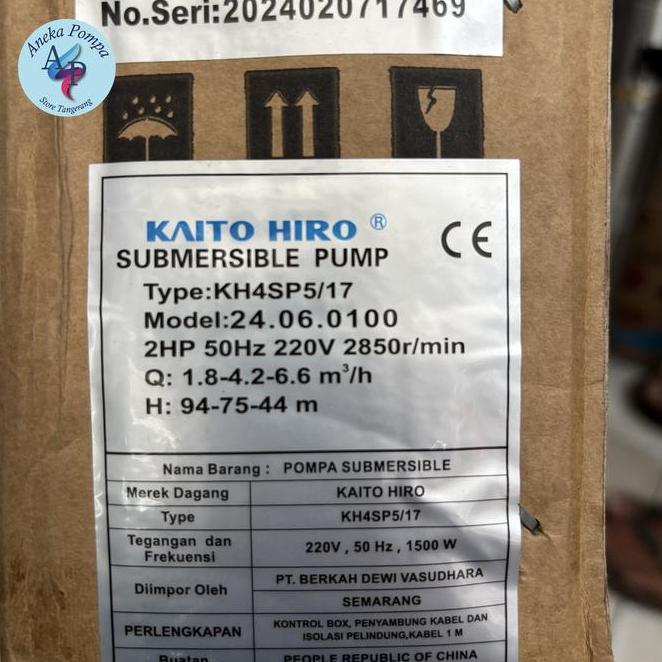 No.Seri:2024020717469
Aneka Pompa
AP
Store Tangerang
KAITO HIRO ®
CE
SUBMERSIBLE PUMP
Type:KH4SP5/17
Model:24.06.0100
2HP 50Hz 220V 2850r/min
Q: 1.8-4.2-6.6 m³/h
H: 94-75-44 m
Nama Barang : POMPA SUBMERSIBLE
Merek Dagang KAITO HIRO
Type KH4SP5/17
Tegangan dan Frekuensi 220V , 50 Hz , 1500 W
Diimpor Oleh PT. BERKAH DEWI VASUDHARA
SEMARANG
PERLENGKAPAN KONTROL BOX, PENYAMBUNG KABEL DAN
ISOLASI PELINDUNG,KABEL 1 M
Buatan PEOPLE REPUBLIC OF CHINA